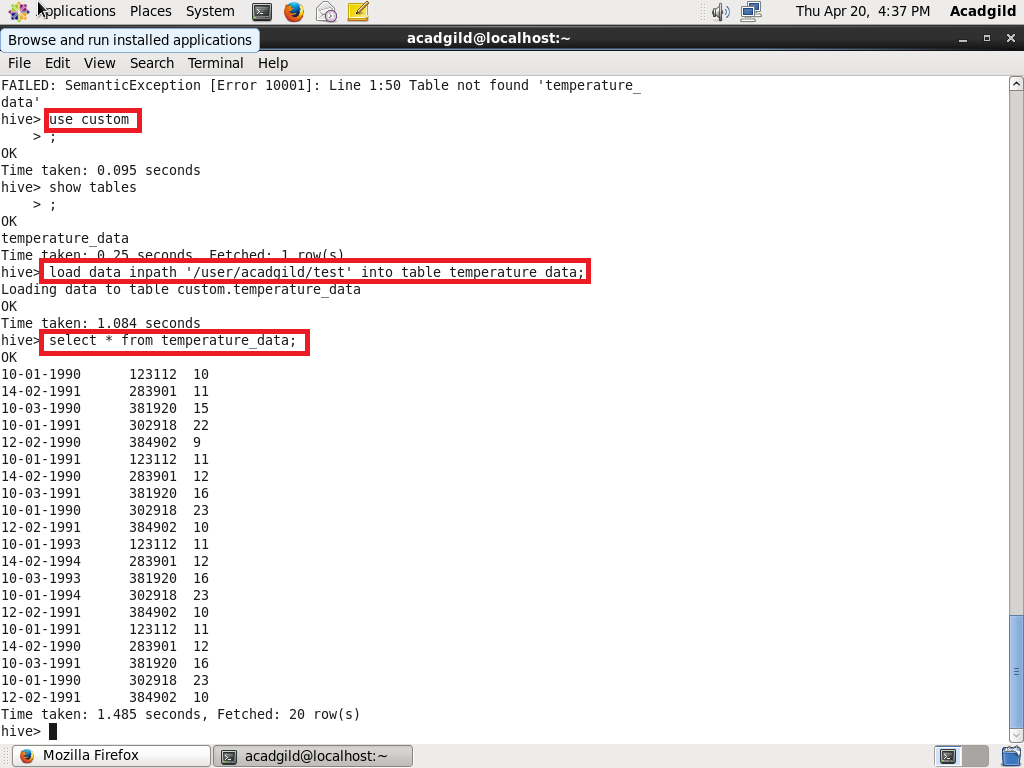 Applications Places System Thu Apr 20, 4:37 PM Acadgild
Browse and run installed applications
acadgild@localhost:~
File Edit View Search Terminal Help
FAILED: SemanticException [Error 10001]: Line 1:50 Table not found 'temperature_
data'
hive> use custom
    > ;
OK
Time taken: 0.095 seconds
hive> show tables
    > ;
OK
temperature_data
Time taken: 0.25 seconds, Fetched: 1 row(s)
hive> load data inpath '/user/acadgild/test' into table temperature_data;
Loading data to table custom.temperature_data
OK
Time taken: 1.084 seconds
hive> select * from temperature_data;
OK
10-01-1990      123112  10
14-02-1991      283901  11
10-03-1990      381920  15
10-01-1991      302918  22
12-02-1990      384902  9
10-01-1991      123112  11
14-02-1990      283901  12
10-03-1991      381920  16
10-01-1990      302918  23
12-02-1991      384902  10
10-01-1993      123112  11
14-02-1994      283901  12
10-03-1993      381920  16
10-01-1994      302918  23
12-02-1991      384902  10
10-01-1991      123112  11
14-02-1990      283901  12
10-03-1991      381920  16
10-01-1990      302918  23
12-02-1991      384902  10
Time taken: 1.485 seconds, Fetched: 20 row(s)
hive>
Mozilla Firefox acadgild@localhost:~